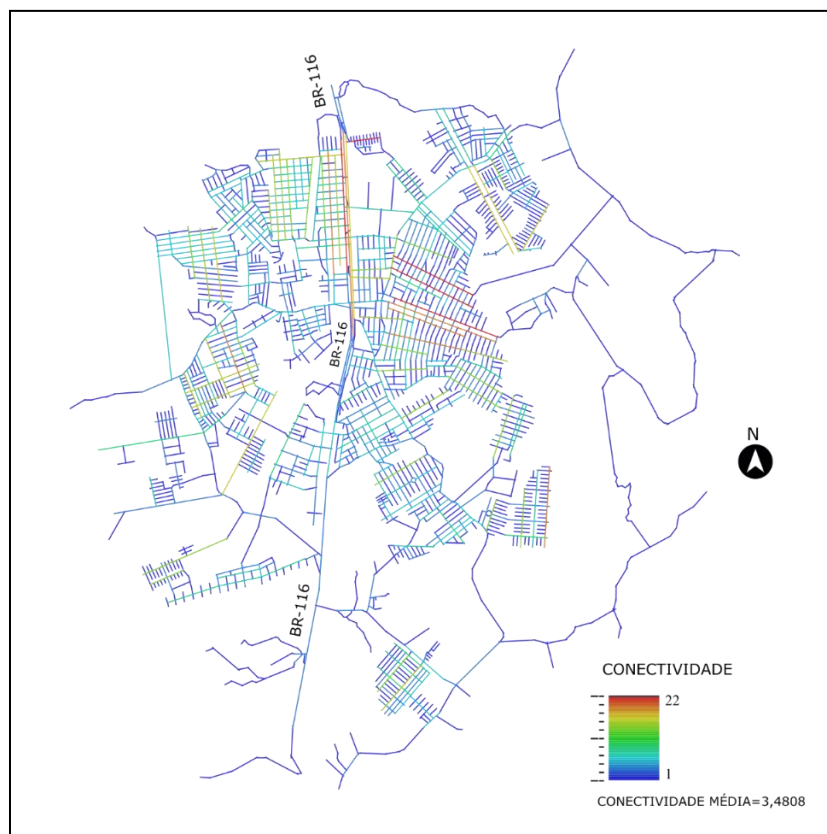 BR-116
BR-116
N
BR-116
CONECTIVIDADE
22
1
CONECTIVIDADE MÉDIA=3,4808